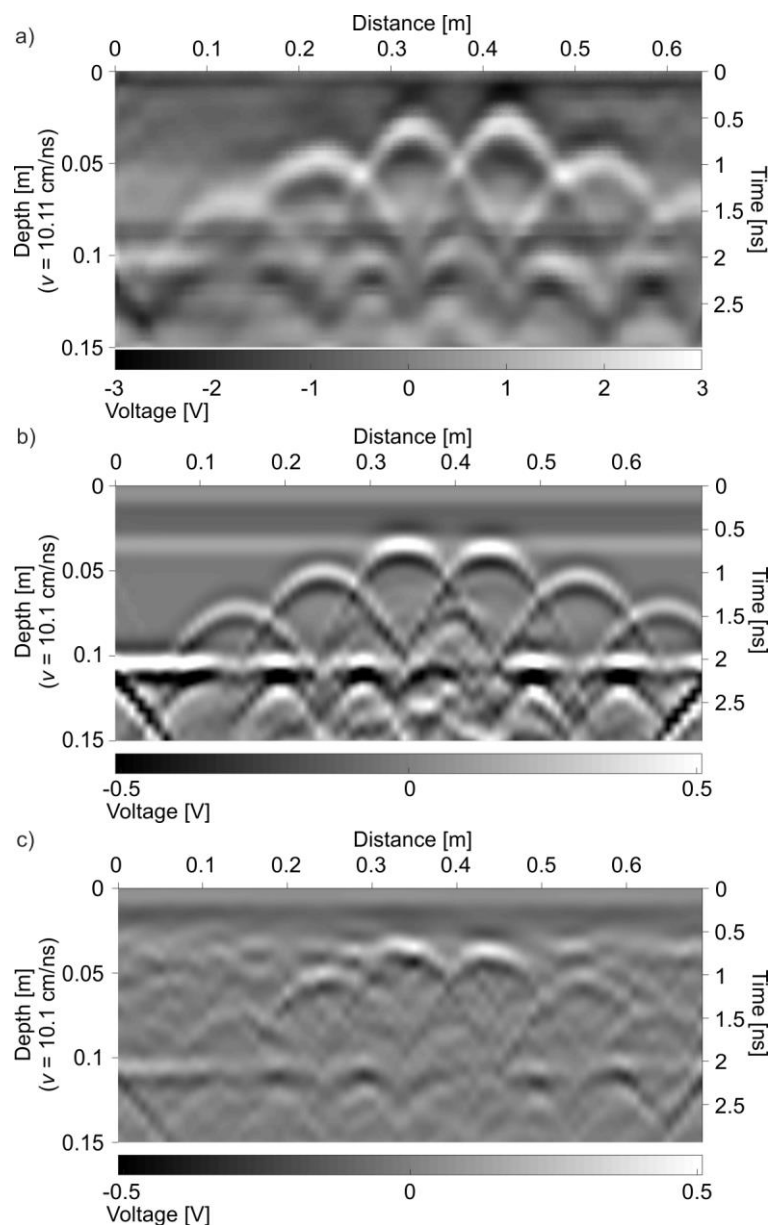 a)
Distance [m]
0 0.1 0.2 0.3 0.4 0.5 0.6
Depth [m]
(v = 10.11 cm/ns)
0
0.05
0.1
0.15
0
0.5
1
1.5
2
2.5
Time [ns]
-3 -2 -1 0 1 2 3
Voltage [V]
b)
Distance [m]
0 0.1 0.2 0.3 0.4 0.5 0.6
Depth [m]
(v = 10.1 cm/ns)
0
0.05
0.1
0.15
0
0.5
1
1.5
2
2.5
Time [ns]
-0.5 0 0.5
Voltage [V]
c)
Distance [m]
0 0.1 0.2 0.3 0.4 0.5 0.6
Depth [m]
(v = 10.1 cm/ns)
0
0.05
0.1
0.15
0
0.5
1
1.5
2
2.5
Time [ns]
-0.5 0 0.5
Voltage [V]